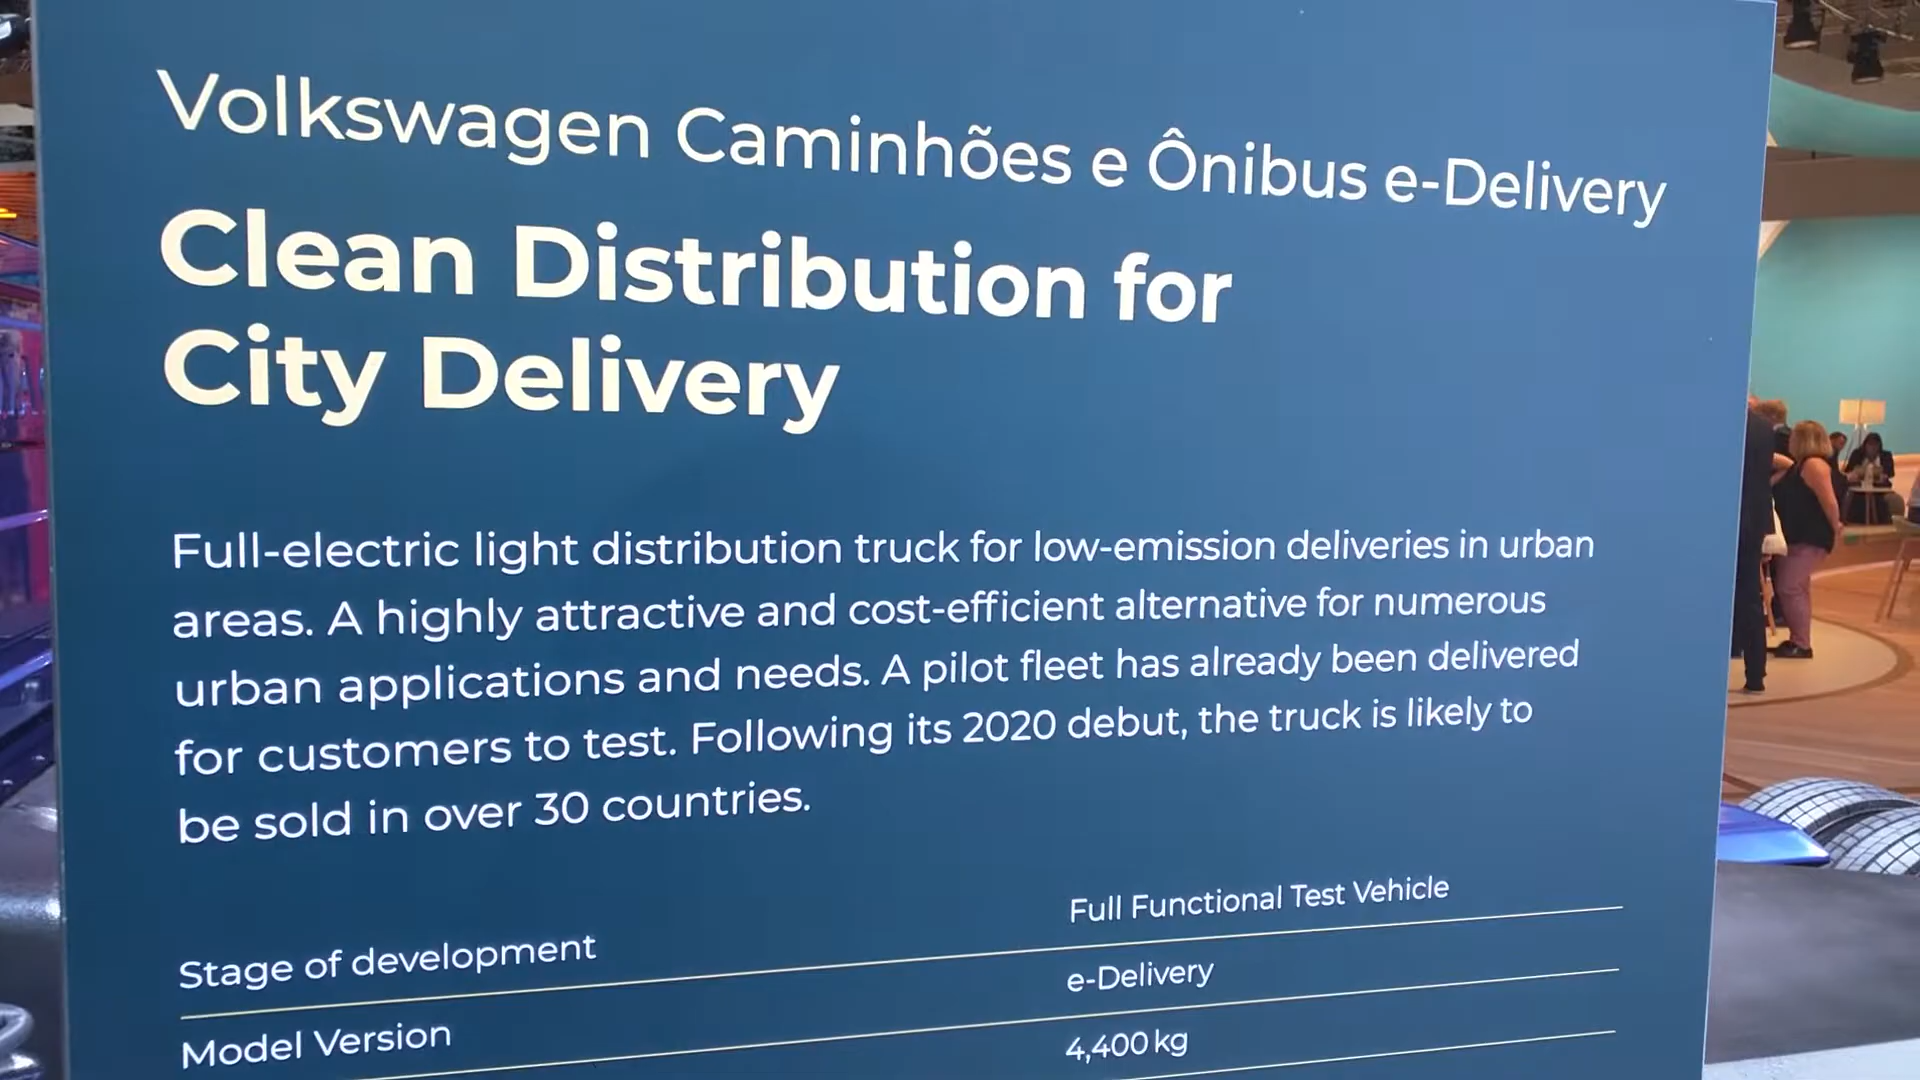 Volkswagen Caminhões e Ônibus e-Delivery
Clean Distribution for
City Delivery
Full-electric light distribution truck for low-emission deliveries in urban
areas. A highly attractive and cost-efficient alternative for numerous
urban applications and needs. A pilot fleet has already been delivered
for customers to test. Following its 2020 debut, the truck is likely to
be sold in over 30 countries.
Stage of development Full Functional Test Vehicle
Model Version e-Delivery
4,400 kg